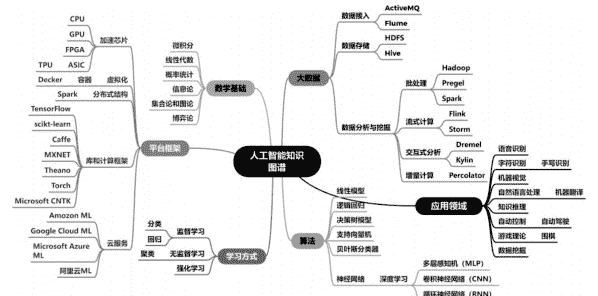 人工智能知识
图谱
数学基础
微积分
线性代数
概率统计
信息论
集合论和图论
博弈论
平台框架
加速芯片
CPU
GPU
FPGA
TPU ASIC
Docker 容器 虚拟化
Spark 分布式结构
库和计算框架
TensorFlow
scikt-learn
Caffe
MXNET
Theano
Torch
Microsoft CNTK
云服务
Amozon ML
Google Cloud ML
Microsoft Azure
ML
阿里云ML
学习方式
分类
回归
监督学习
聚类 无监督学习
强化学习
大数据
数据接入
ActiveMQ
Flume
数据存储
HDFS
Hive
数据分析与挖掘
批处理
Hadoop
Pregel
Spark
流式计算
Flink
Storm
交互式分析
Dremel
Kylin
增量计算 Percolator
应用领域
语音识别
字符识别 手写识别
机器视觉
自然语言处理 机器翻译
知识推理
自动控制 自动驾驶
游戏理论 围棋
数据挖掘
算法
线性模型
逻辑回归
决策树模型
支持向量机
贝叶斯分类器
神经网络 深度学习
多层感知机（MLP）
卷积神经网络（CNN）
循环神经网络（RNN）